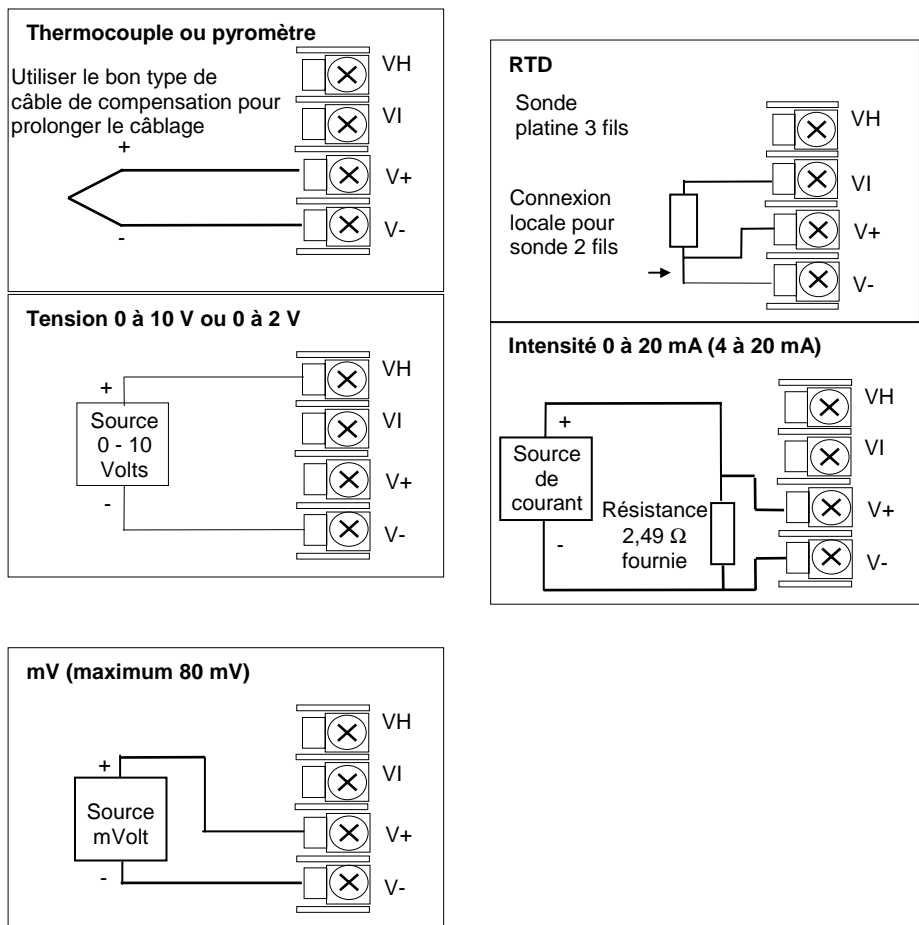 Thermocouple ou pyromètre
Utiliser le bon type de
câble de compensation pour
prolonger le câblage
+
-
VH
VI
V+
V-
RTD
Sonde
platine 3 fils
Connexion
locale pour
sonde 2 fils
VH
VI
V+
V-
Tension 0 à 10 V ou 0 à 2 V
+
Source
0 - 10
Volts
-
VH
VI
V+
V-
Intensité 0 à 20 mA (4 à 20 mA)
+
Source
de
courant
-
Résistance
2,49 Ω
fournie
VH
VI
V+
V-
mV (maximum 80 mV)
+
Source
mVolt
-
VH
VI
V+
V-